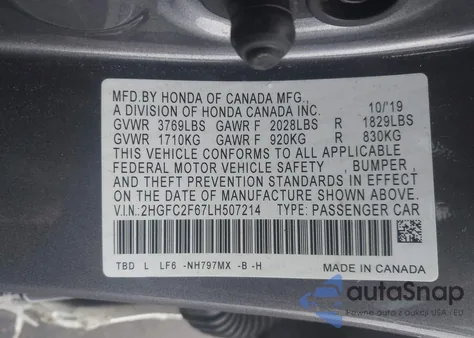 MFD.BY HONDA OF CANADA MFG.,
A DIVISION OF HONDA CANADA INC. 10/'19
GVWR 3769LBS GAWR F 2028LBS R 1829LBS
GVWR 1710KG GAWR F 920KG R 830KG
THIS VEHICLE CONFORMS TO ALL APPLICABLE
FEDERAL MOTOR VEHICLE SAFETY , BUMPER ,
AND THEFT PREVENTION STANDARDS IN EFFECT
ON THE DATE OF MANUFACTURE SHOWN ABOVE.
V.I.N: 2HGFC2F67LH507214 TYPE: PASSENGER CAR
TBD L LF6 -NH797MX -B -H MADE IN CANADA
autoSnap